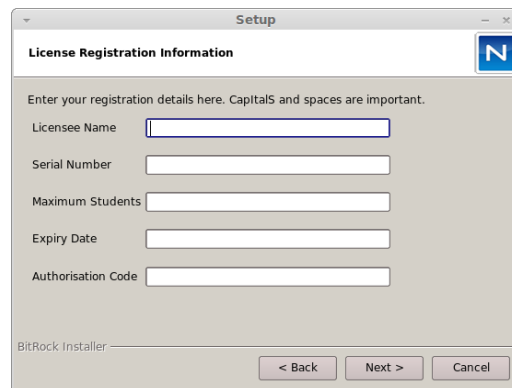 Setup
License Registration Information
N
Enter your registration details here. CapItalS and spaces are important.
Licensee Name
Serial Number
Maximum Students
Expiry Date
Authorisation Code
BitRock Installer
< Back Next > Cancel